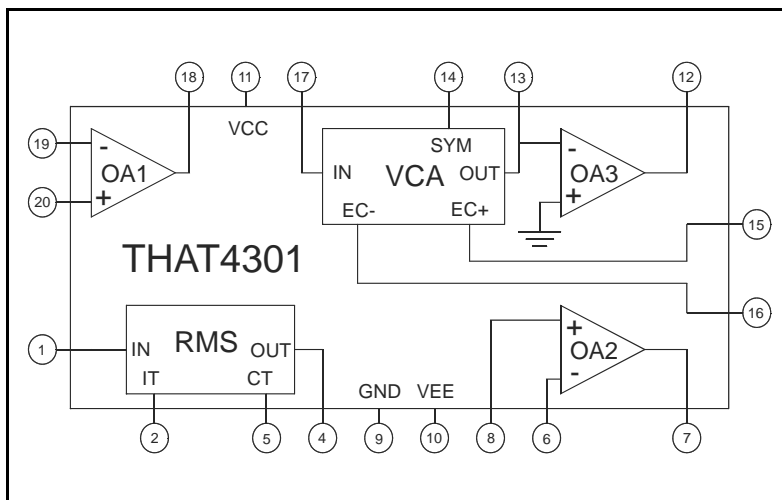 18 11 17 14 13 12
VCC
19 - SYM -
OA1 IN VCA OUT OA3
20 + EC- EC+ +
15
THAT4301
16
RMS +
1 IN OUT OA2
IT CT GND VEE -
2 5 4 9 10 8 6 7